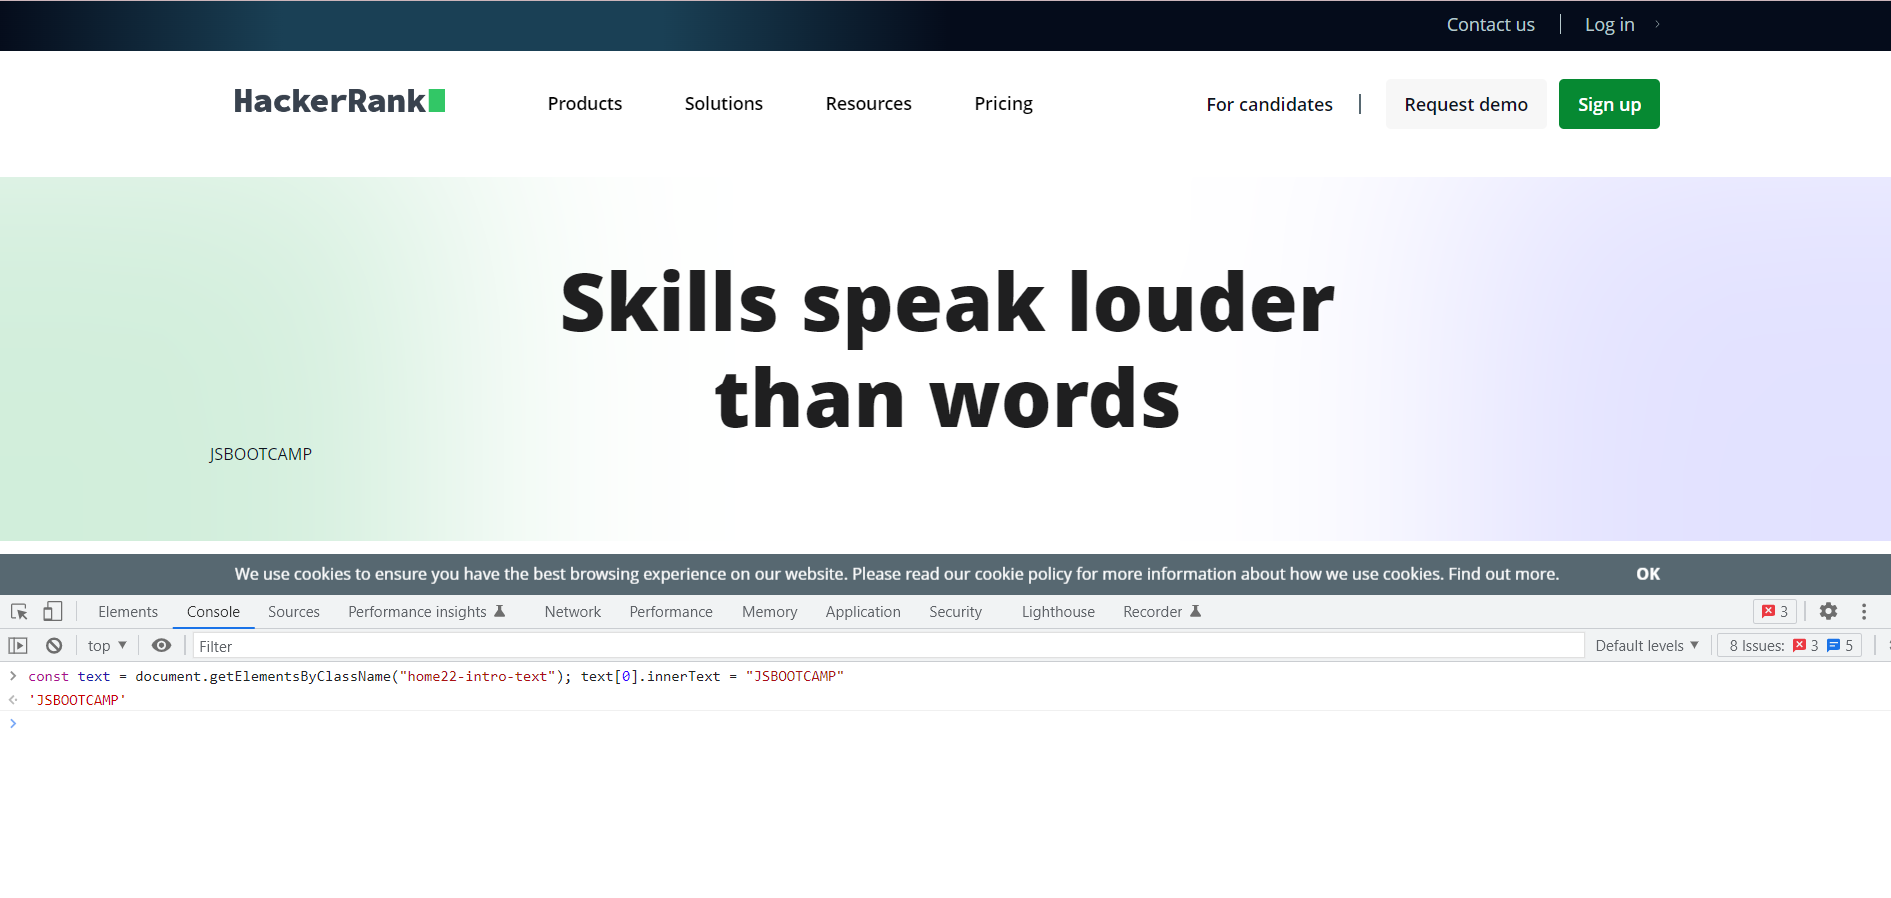 Contact us | Log in
HackerRank Products Solutions Resources Pricing For candidates | Request demo Sign up
Skills speak louder
than words
JSBOOTCAMP
We use cookies to ensure you have the best browsing experience on our website. Please read our cookie policy for more information about how we use cookies. Find out more. OK
Elements Console Sources Performance insights Network Performance Memory Application Security Lighthouse Recorder 3
top Filter Default levels 8 Issues: 3 5
const text = document.getElementsByClassName("home22-intro-text"); text[0].innerText = "JSBOOTCAMP"
'JSBOOTCAMP'